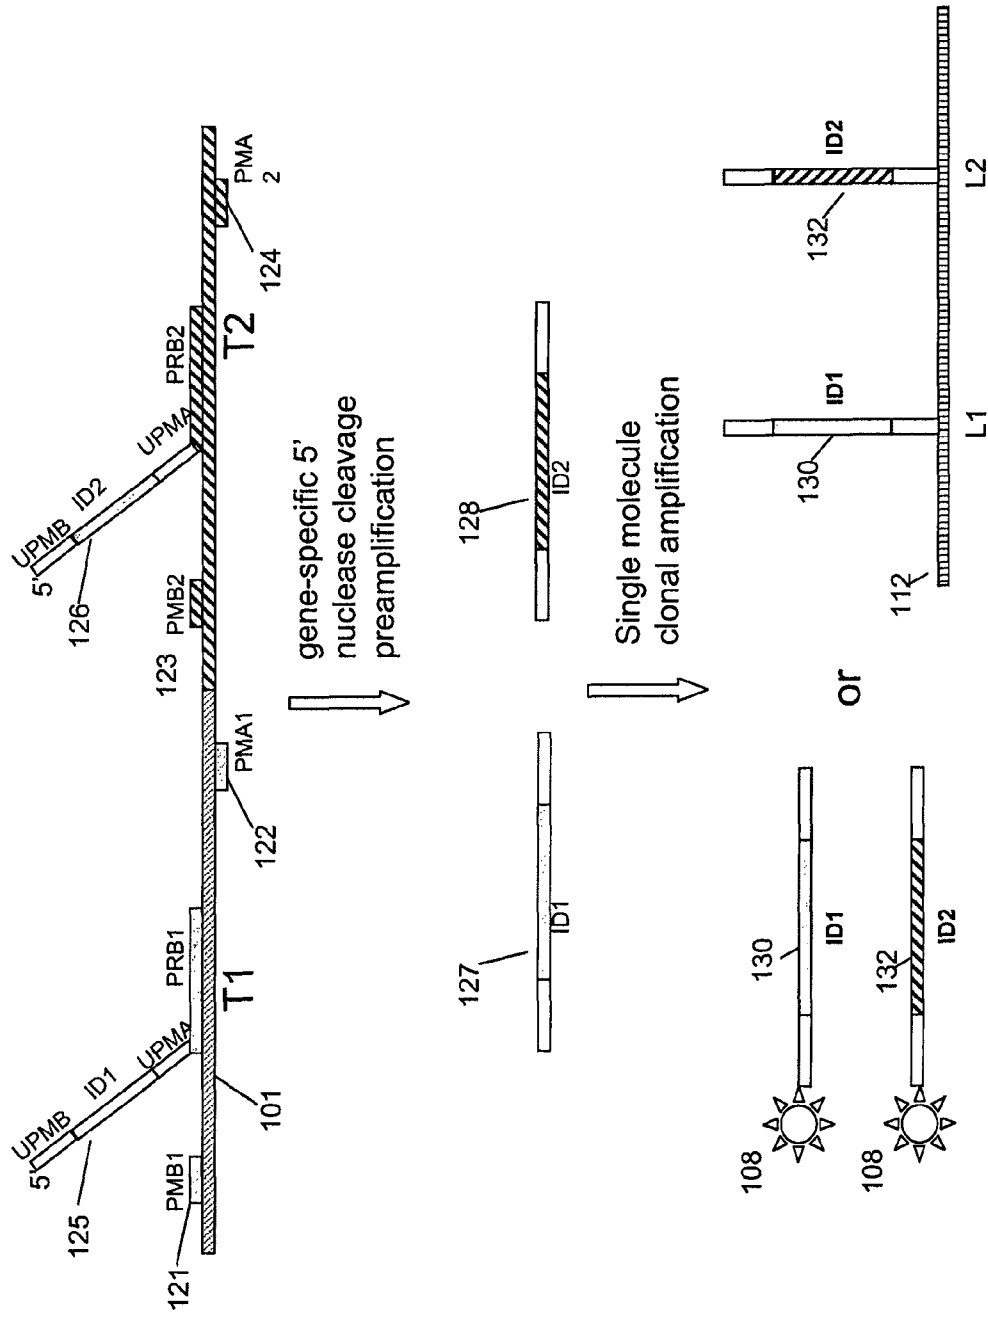 5'
UPMB
ID1
UPMA
125
PMB1
121
PRB1
T1
101
PMA1
122
123
5'
UPMB
ID2
UPMA
126
PMB2
PRB2
T2
PMA
2
124
gene-specific 5'
nuclease cleavage
preamplification
127
ID1
128
ID2
Single molecule
clonal amplification
108
130
ID1
108
132
ID2
or
112
130
ID1
L1
132
ID2
L2